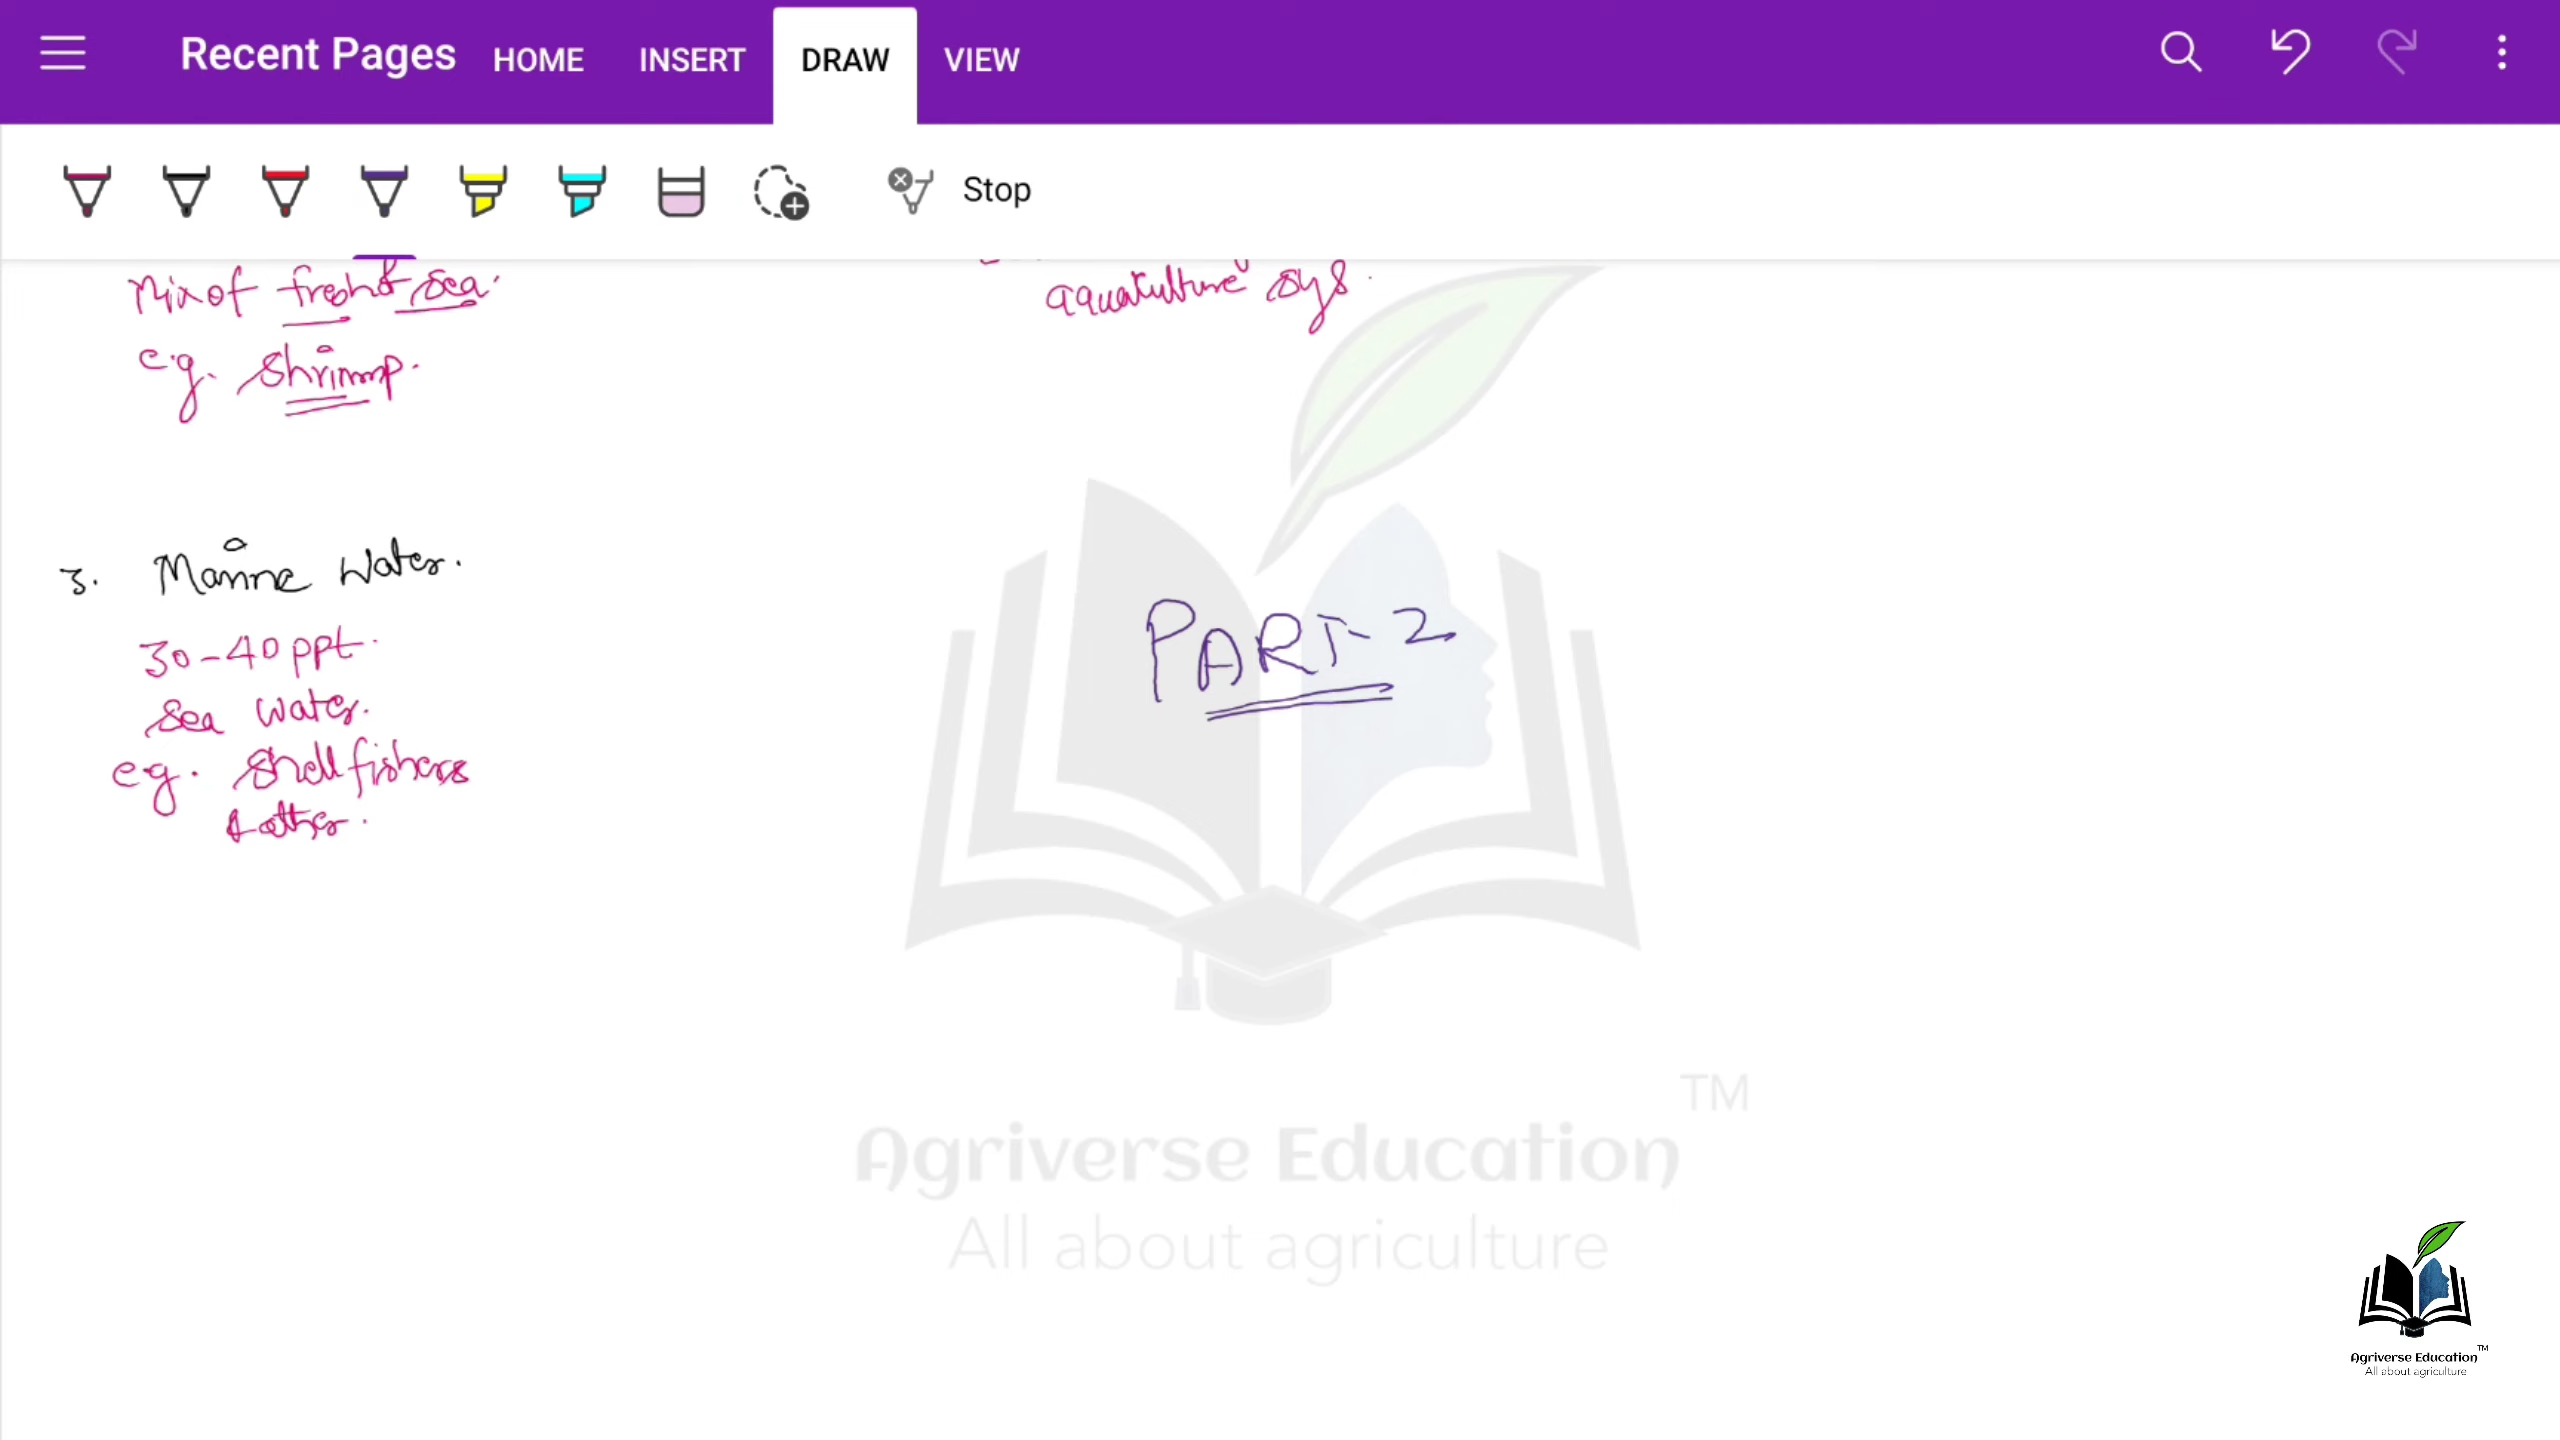 Recent Pages HOME INSERT DRAW VIEW
Stop
Mix of fresh & sea.
e.g. Shrimp.
aquaculture sys.
3. Marine Water.
30-40 ppt.
Sea Water.
e.g. Shell fishers
& other.
PART-2
Agriverse Education TM
All about agriculture
Agriverse Education TM
All about agriculture